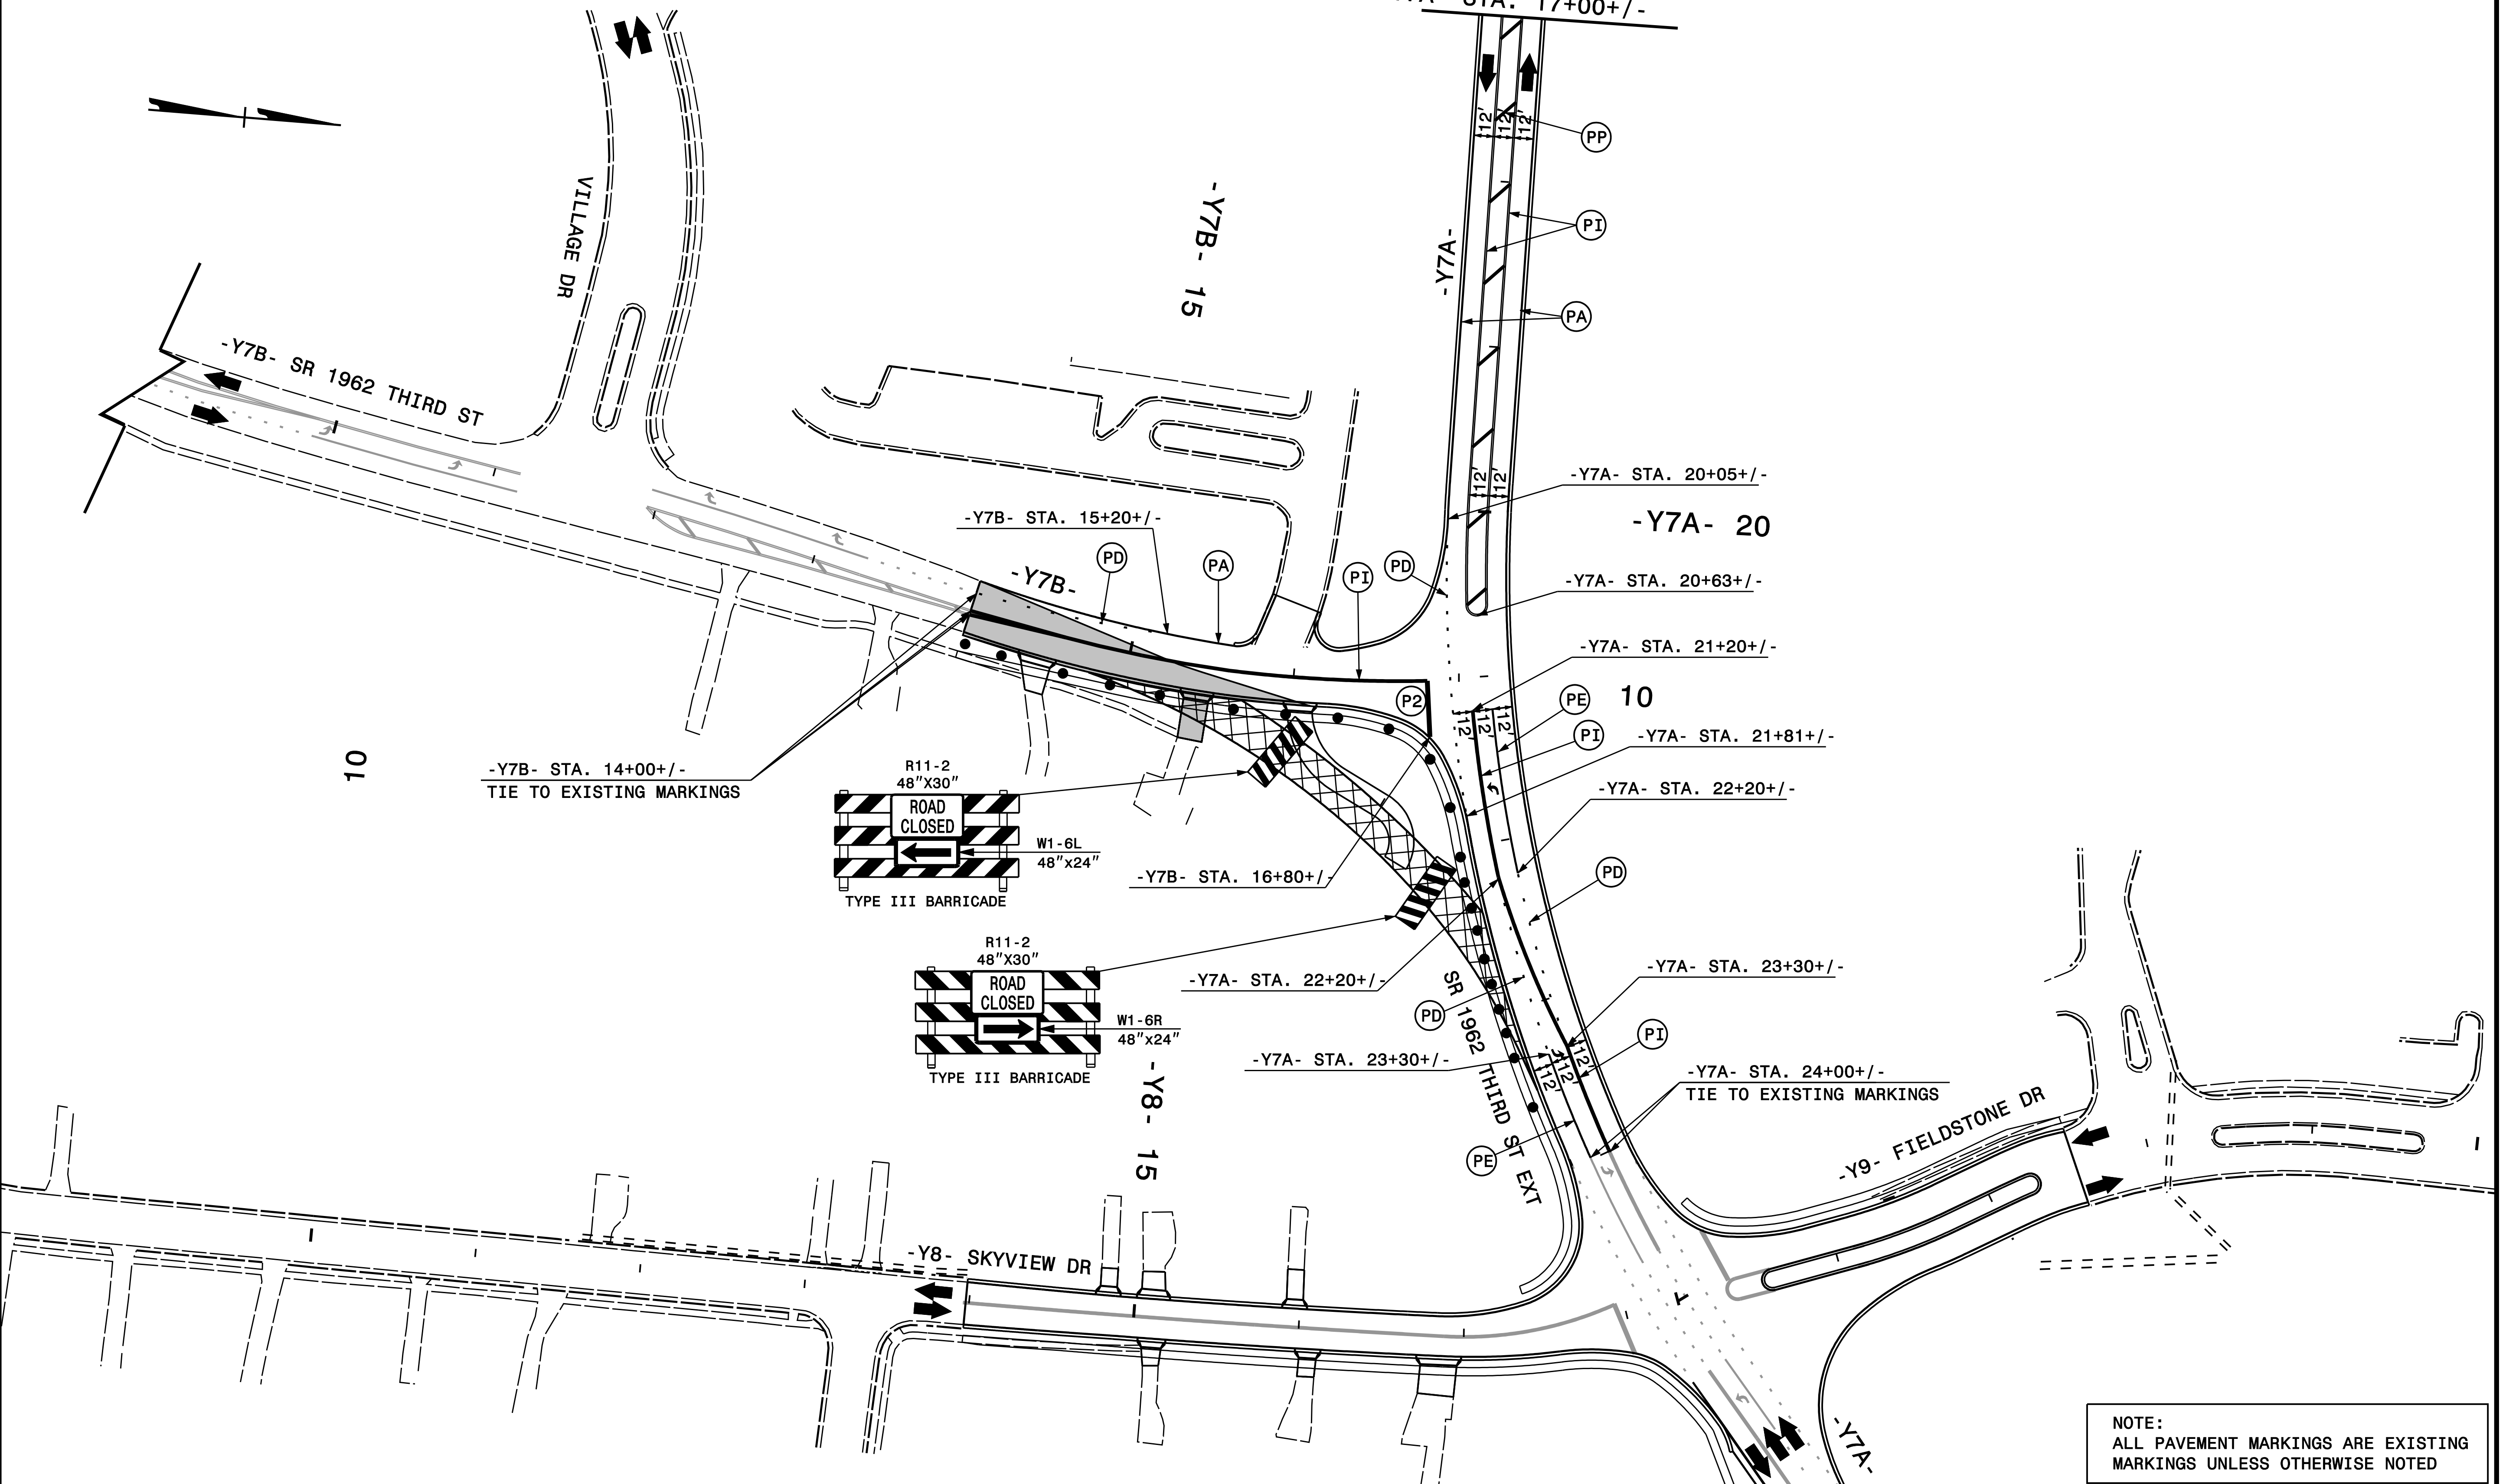 STA. 17+00+/-
VILLAGE DR
-Y7B- 15
-Y7A-
12'
12'
12'
PP
PI
PA
-Y7B- SR 1962 THIRD ST
12'
12'
-Y7A- STA. 20+05+/-
-Y7A- 20
-Y7B- STA. 15+20+/-
PD
PA
PI
PD
-Y7B-
-Y7A- STA. 20+63+/-
-Y7A- STA. 21+20+/-
P2
PE
10
12'
12'
12'
PI
-Y7A- STA. 21+81+/-
10
-Y7B- STA. 14+00+/-
TIE TO EXISTING MARKINGS
R11-2
48"X30"
ROAD
CLOSED
W1-6L
48"x24"
TYPE III BARRICADE
-Y7A- STA. 22+20+/-
-Y7B- STA. 16+80+/-
PD
R11-2
48"X30"
ROAD
CLOSED
W1-6R
48"x24"
TYPE III BARRICADE
-Y7A- STA. 22+20+/-
-Y7A- STA. 23+30+/-
PD
SR 1962 THIRD ST EXT
PI
-Y7A- STA. 23+30+/-
12'
12'
12'
-Y7A- STA. 24+00+/-
TIE TO EXISTING MARKINGS
-Y8- 15
PE
-Y9- FIELDSTONE DR
-Y8- SKYVIEW DR
-Y7A-
NOTE:
ALL PAVEMENT MARKINGS ARE EXISTING
MARKINGS UNLESS OTHERWISE NOTED